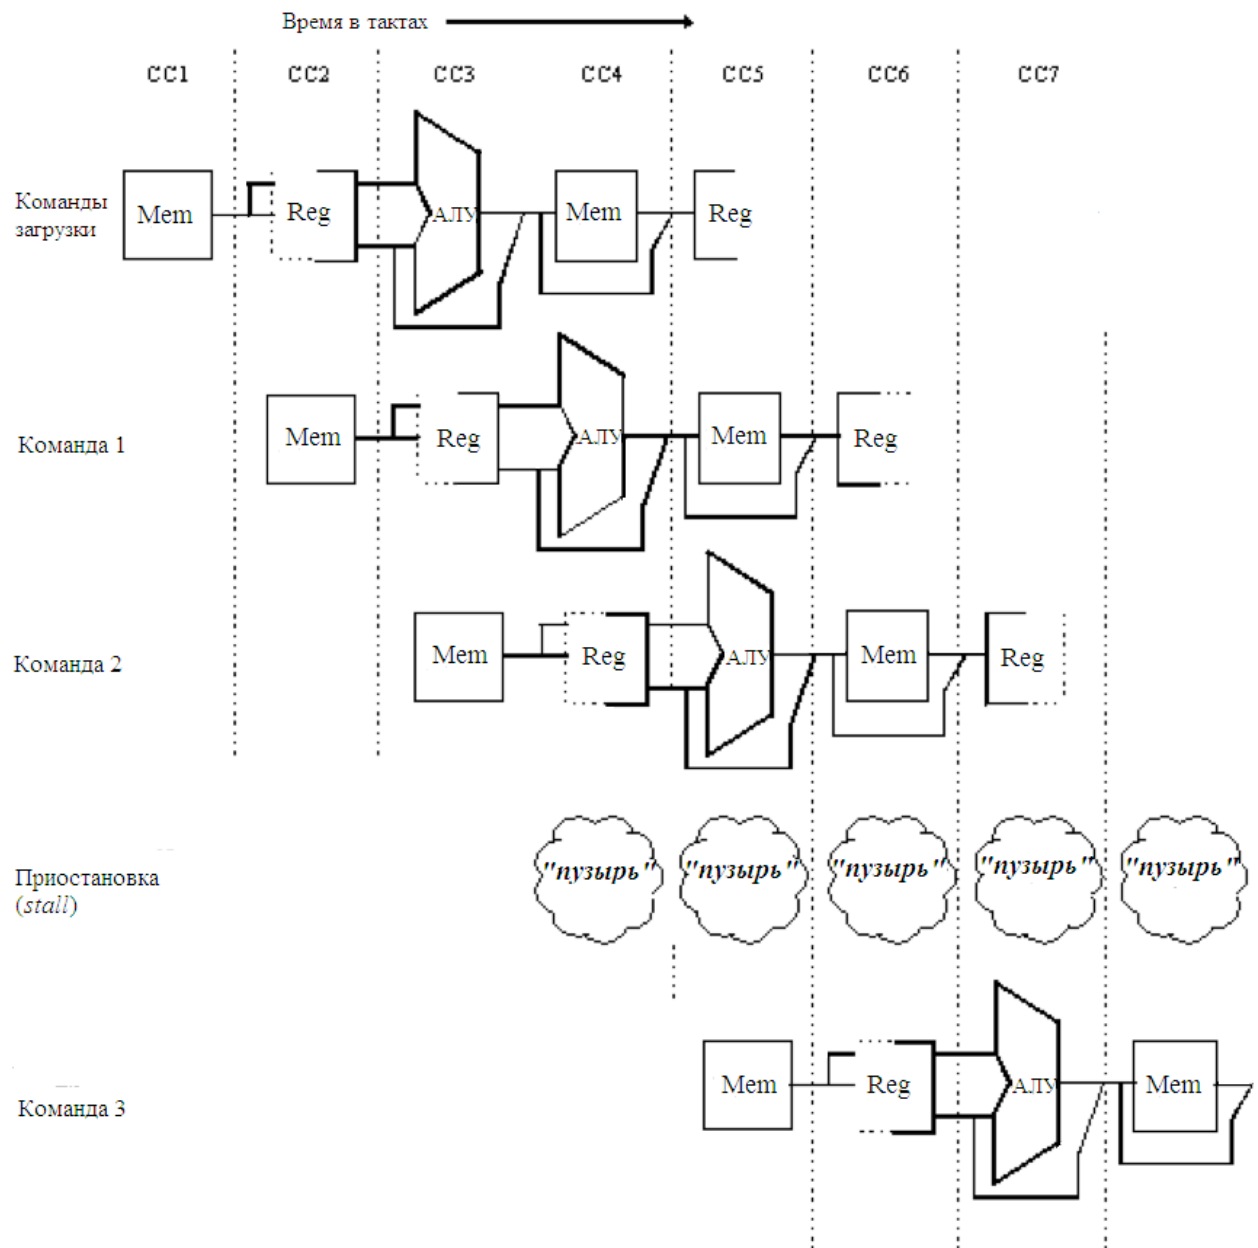 Время в тактах
CC1 CC2 CC3 CC4 CC5 CC6 CC7
Команды
загрузки
Mem Reg АЛУ Mem Reg
Команда 1
Mem Reg АЛУ Mem Reg
Команда 2
Mem Reg АЛУ Mem Reg
Приостановка
(stall)
"пузырь" "пузырь" "пузырь" "пузырь" "пузырь"
Команда 3
Mem Reg АЛУ Mem